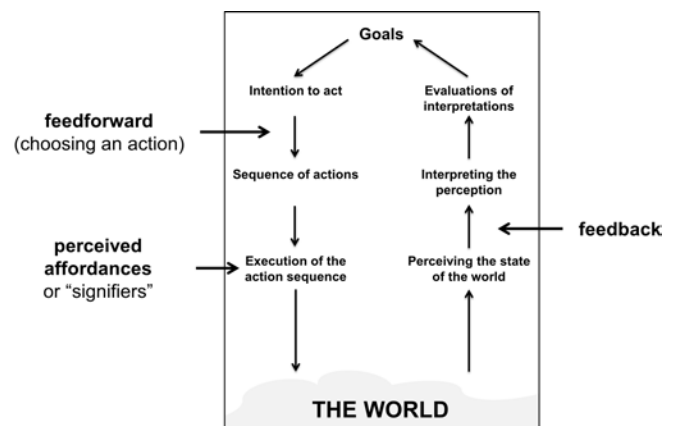 Goals
Intention to act
Evaluations of
interpretations
feedforward
(choosing an action)
Sequence of actions
Interpreting the
perception
perceived
affordances
or “signifiers”
Execution of the
action sequence
Perceiving the state
of the world
feedback
THE WORLD